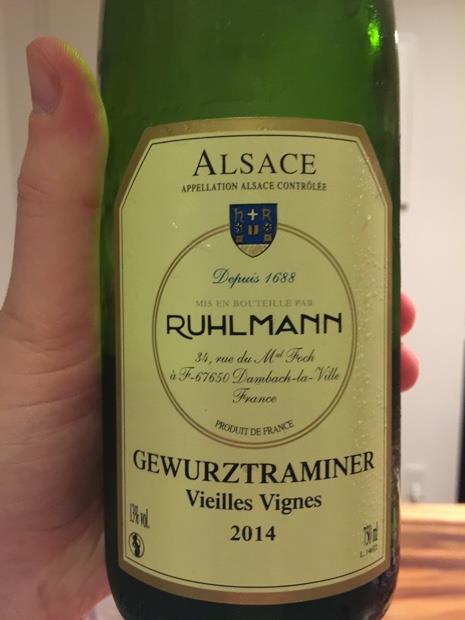 ALSACE
APPELLATION ALSACE CONTRÔLÉE
h + R
Depuis 1688
MIS EN BOUTEILLE PAR
RUHLMANN
34, rue du Mal Foch
à F-67650 Dambach-la-Ville
France
PRODUIT DE FRANCE
GEWURZTRAMINER
Vieilles Vignes
13% vol.
2014
750 ml